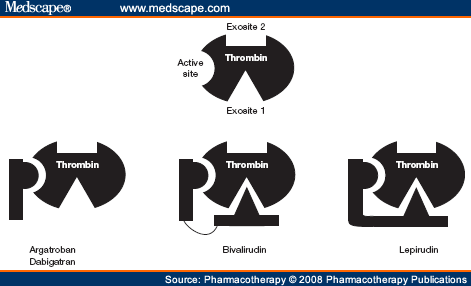 Medscape® www.medscape.com
Exosite 2
Active
site
Thrombin
Exosite 1
Thrombin
Thrombin
Thrombin
Argatroban
Dabigatran
Bivalirudin
Lepirudin
Source: Pharmacotherapy © 2008 Pharmacotherapy Publications